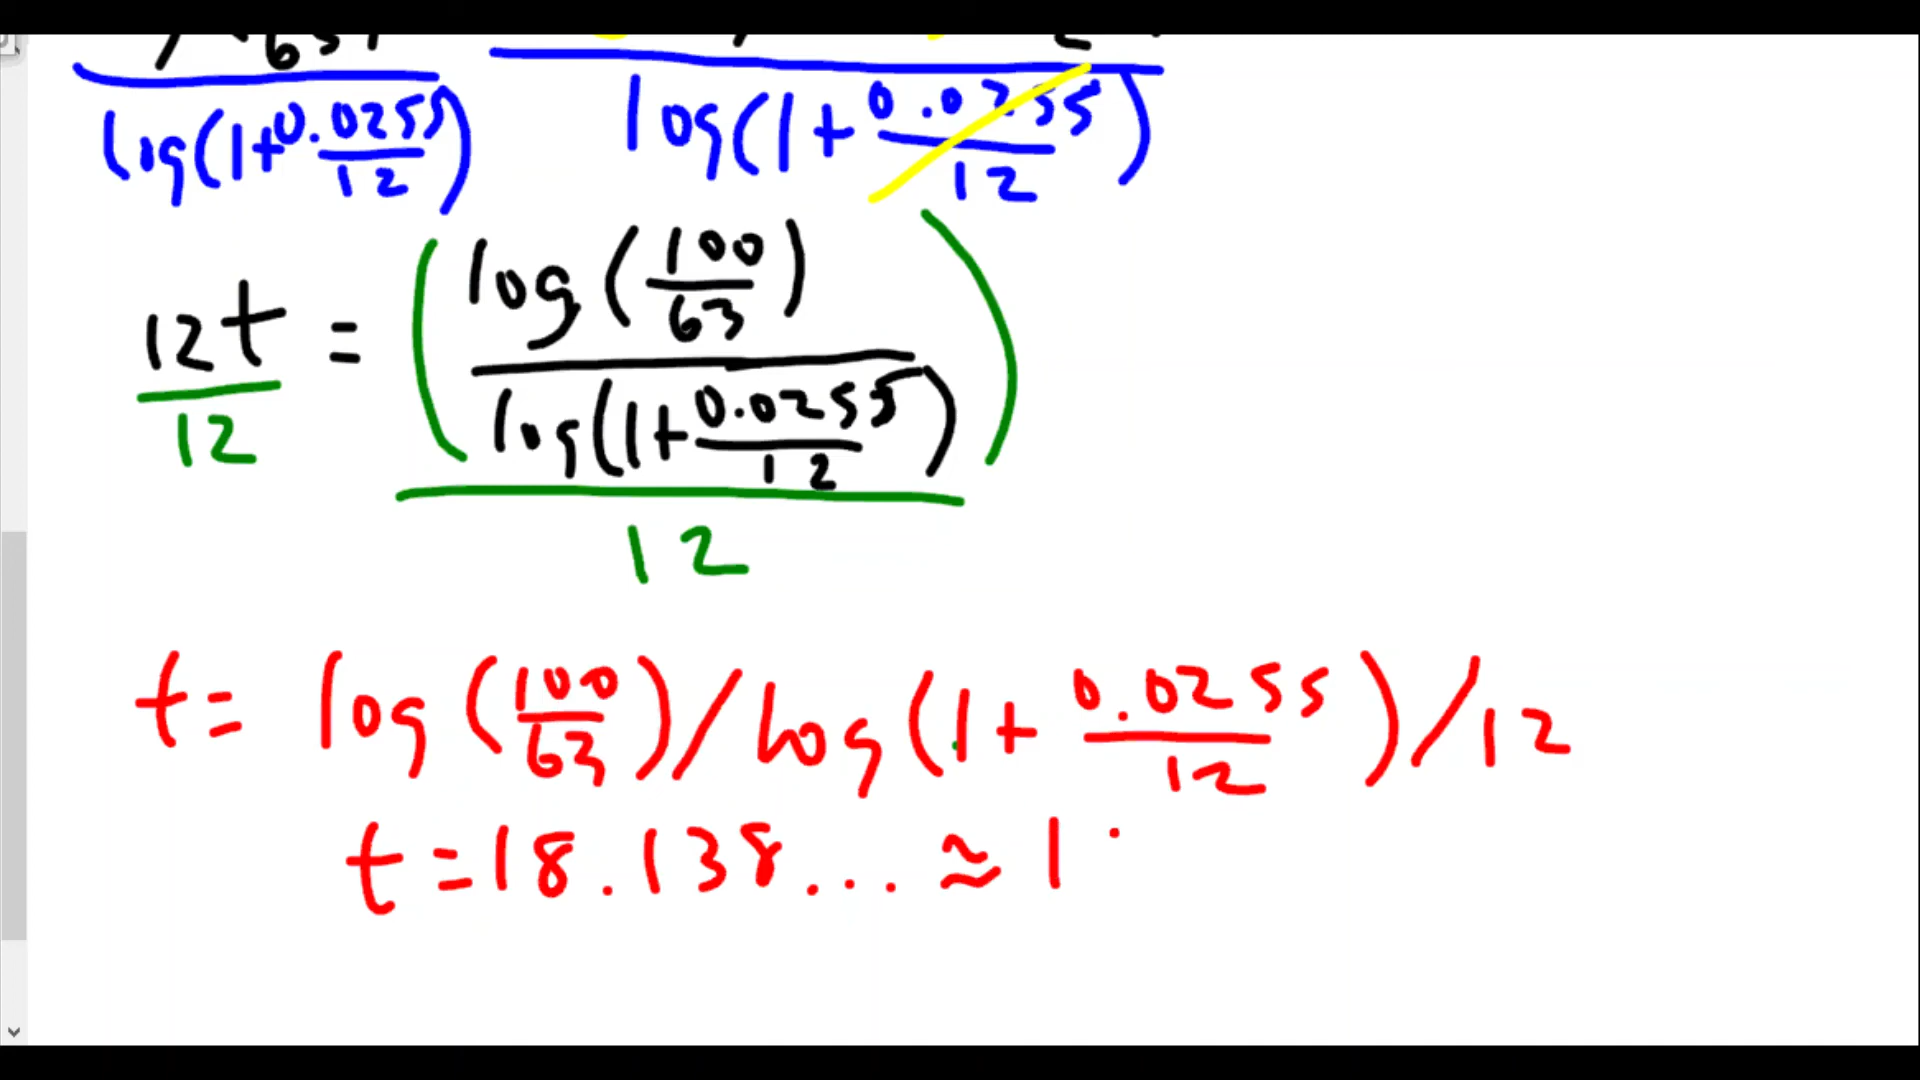 log(1+0.0255/12) log(1+0.0255/12)
12t/12 = (log(100/63)/log(1+0.0255/12))/12
t= log(100/63)/log(1+0.0255/12)/12
t=18.138... ≈ 1